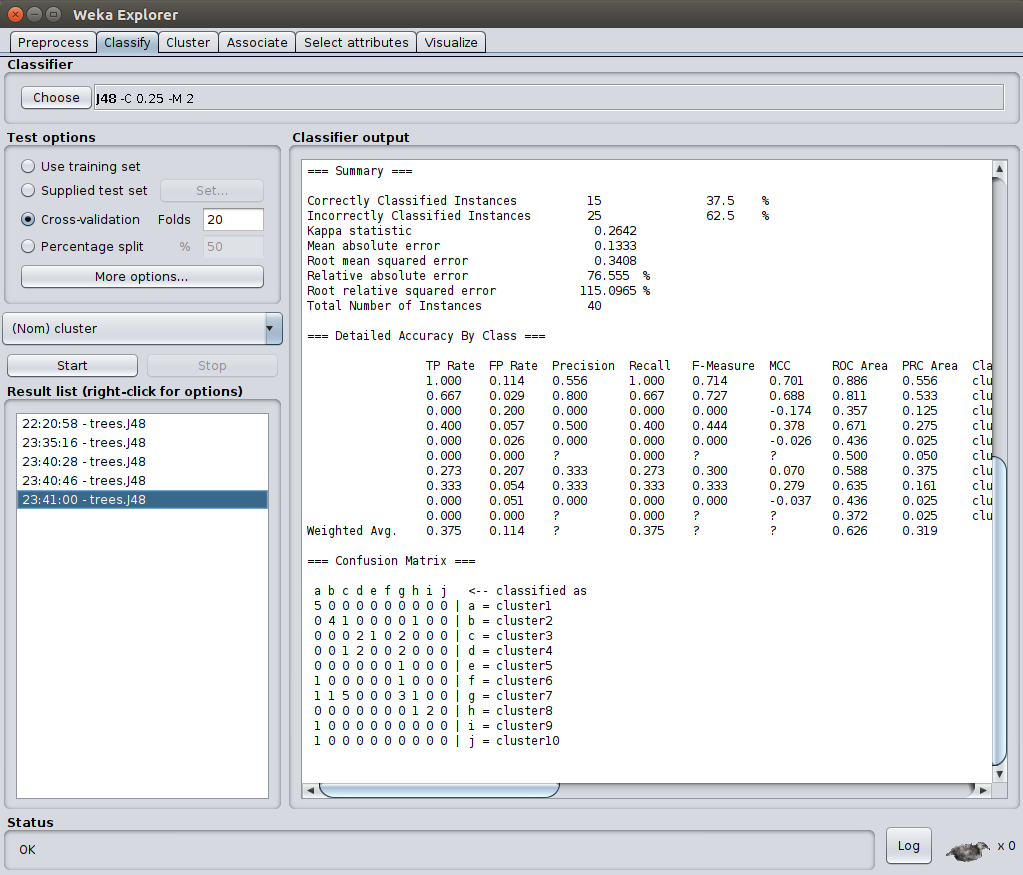 Weka Explorer
Preprocess Classify Cluster Associate Select attributes Visualize
Classifier
Choose J48 -C 0.25 -M 2
Test options
Use training set
Supplied test set Set...
Cross-validation Folds 20
Percentage split % 50
More options...
(Nom) cluster
Start Stop
Result list (right-click for options)
22:20:58 - trees.J48
23:35:16 - trees.J48
23:40:28 - trees.J48
23:40:46 - trees.J48
23:41:00 - trees.J48
Classifier output
=== Summary ===
Correctly Classified Instances 15 37.5 %
Incorrectly Classified Instances 25 62.5 %
Kappa statistic 0.2642
Mean absolute error 0.1333
Root mean squared error 0.3408
Relative absolute error 76.555 %
Root relative squared error 115.0965 %
Total Number of Instances 40
=== Detailed Accuracy By Class ===
TP Rate FP Rate Precision Recall F-Measure MCC ROC Area PRC Area Cla
1.000 0.114 0.556 1.000 0.714 0.701 0.886 0.556 clu
0.667 0.029 0.800 0.667 0.727 0.688 0.811 0.533 clu
0.000 0.200 0.000 0.000 0.000 -0.174 0.357 0.125 clu
0.400 0.057 0.500 0.400 0.444 0.378 0.671 0.275 clu
0.000 0.026 0.000 0.000 0.000 -0.026 0.436 0.025 clu
0.000 0.000 ? 0.000 ? ? 0.500 0.050 clu
0.273 0.207 0.333 0.273 0.300 0.070 0.588 0.375 clu
0.333 0.054 0.333 0.333 0.333 0.279 0.635 0.161 clu
0.000 0.051 0.000 0.000 0.000 -0.037 0.436 0.025 clu
0.000 0.000 ? 0.000 ? ? 0.372 0.025 clu
Weighted Avg. 0.375 0.114 ? 0.375 ? ? 0.626 0.319
=== Confusion Matrix ===
a b c d e f g h i j <-- classified as
5 0 0 0 0 0 0 0 0 0 | a = cluster1
0 4 1 0 0 0 0 1 0 0 | b = cluster2
0 0 0 2 1 0 2 0 0 0 | c = cluster3
0 0 1 2 0 0 2 0 0 0 | d = cluster4
0 0 0 0 0 0 1 0 0 0 | e = cluster5
1 0 0 0 0 0 1 0 0 0 | f = cluster6
1 1 5 0 0 0 3 1 0 0 | g = cluster7
0 0 0 0 0 0 0 1 2 0 | h = cluster8
1 0 0 0 0 0 0 0 0 0 | i = cluster9
1 0 0 0 0 0 0 0 0 0 | j = cluster10
Status
OK
Log x 0